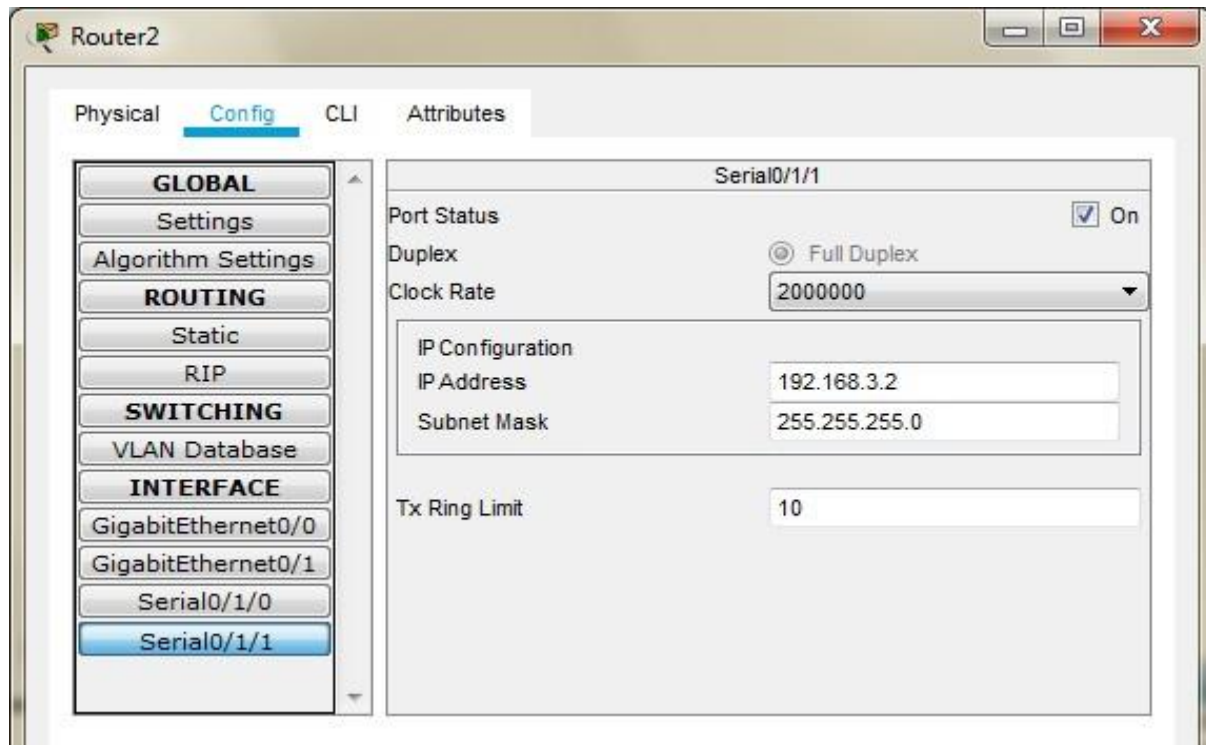 Router2
Physical Config CLI Attributes
GLOBAL
Settings
Algorithm Settings
ROUTING
Static
RIP
SWITCHING
VLAN Database
INTERFACE
GigabitEthernet0/0
GigabitEthernet0/1
Serial0/1/0
Serial0/1/1
Serial0/1/1
Port Status On
Duplex Full Duplex
Clock Rate 2000000
IP Configuration
IP Address 192.168.3.2
Subnet Mask 255.255.255.0
Tx Ring Limit 10